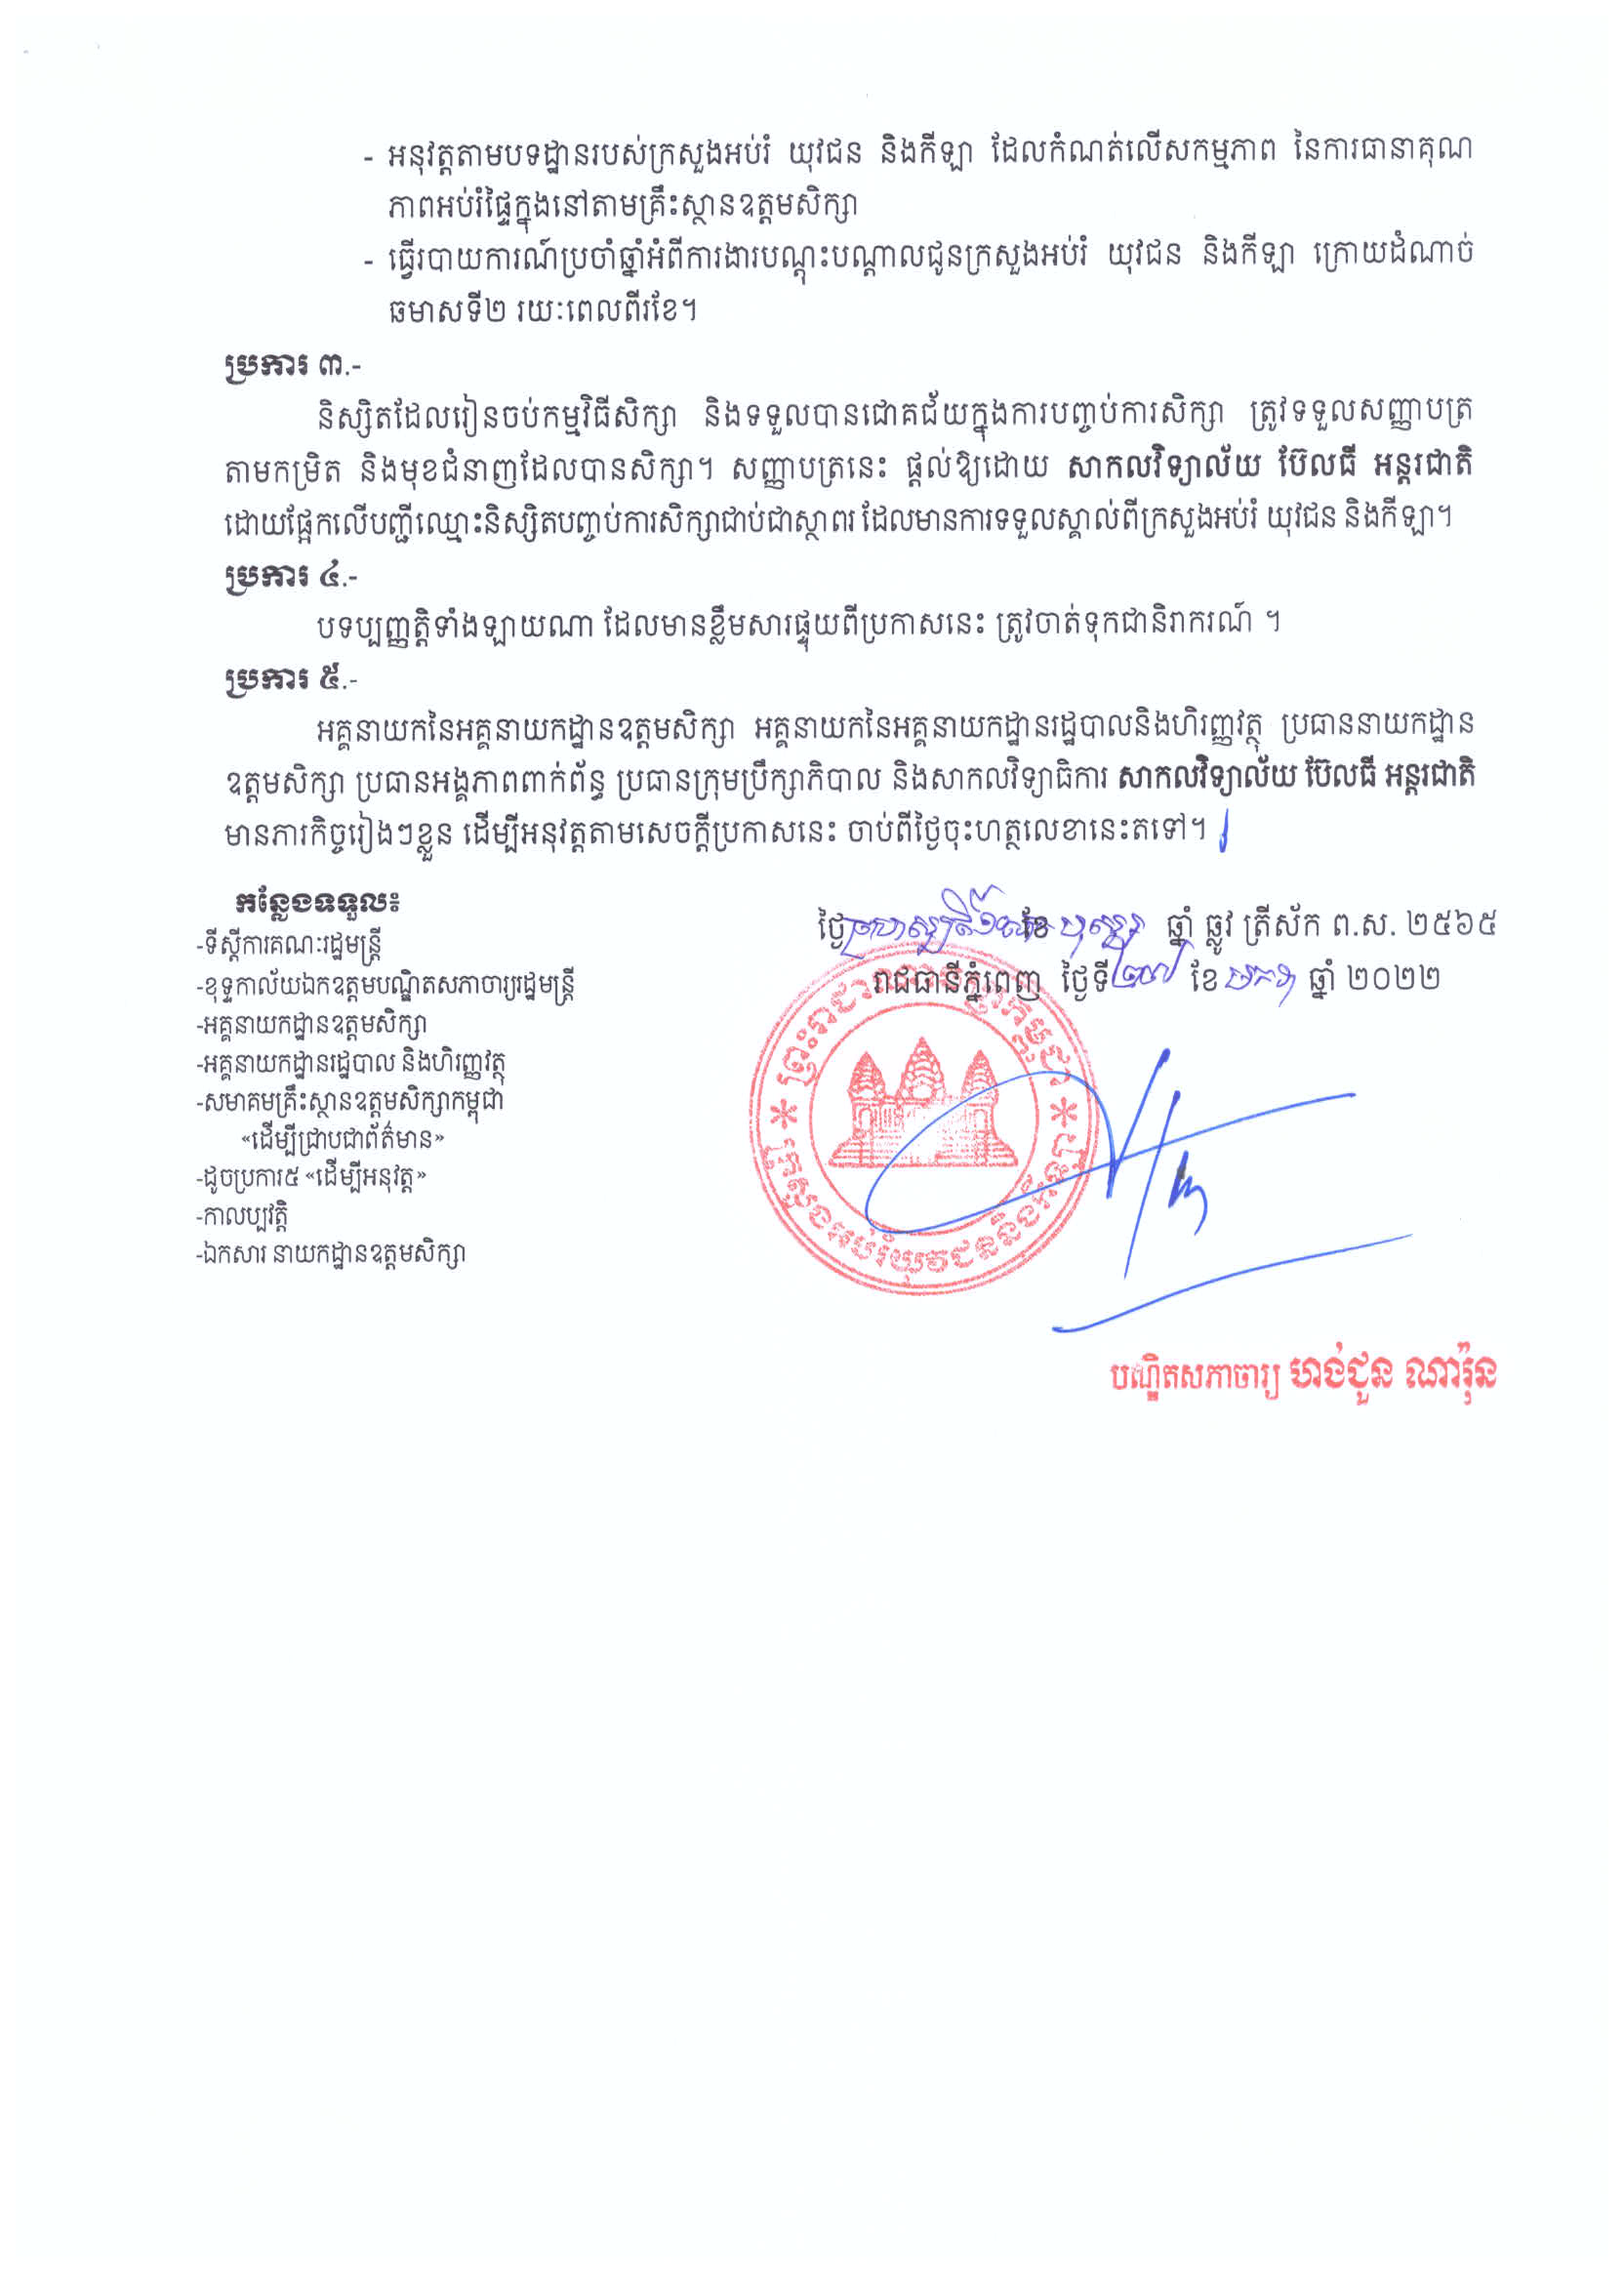 - អនុវត្តតាមបទដ្ឋានរបស់ក្រសួងអប់រំ យុវជន និងកីឡា ដែលកំណត់លើសកម្មភាព នៃការធានាគុណ
ភាពអប់រំផ្ទៃក្នុងនៅតាមគ្រឹះស្ថានឧត្តមសិក្សា
- ធ្វើរបាយការណ៍ប្រចាំឆ្នាំអំពីការងារបណ្តុះបណ្តាលជូនក្រសួងអប់រំ យុវជន និងកីឡា ក្រោយដំណាច់
ឆមាសទី២ រយៈពេលពីរខែ។
ប្រការ ៣.-
និស្សិតដែលរៀនចប់កម្មវិធីសិក្សា និងទទួលបានជោគជ័យក្នុងការបញ្ចប់ការសិក្សា ត្រូវទទួលសញ្ញាបត្រ
តាមកម្រិត និងមុខជំនាញដែលបានសិក្សា។ សញ្ញាបត្រនេះ ផ្តល់ឱ្យដោយ សាកលវិទ្យាល័យ ប៊ែលធី អន្តរជាតិ
ដោយផ្អែកលើបញ្ជីឈ្មោះនិស្សិតបញ្ចប់ការសិក្សាជាប់ជាស្ថាពរ ដែលមានការទទួលស្គាល់ពីក្រសួងអប់រំ យុវជន និងកីឡា។
ប្រការ ៤.-
បទប្បញ្ញត្តិទាំងឡាយណា ដែលមានខ្លឹមសារផ្ទុយពីប្រកាសនេះ ត្រូវចាត់ទុកជានិរាករណ៍ ។
ប្រការ ៥.-
អគ្គនាយកនៃអគ្គនាយកដ្ឋានឧត្តមសិក្សា អគ្គនាយកនៃអគ្គនាយកដ្ឋានរដ្ឋបាលនិងហិរញ្ញវត្ថុ ប្រធាននាយកដ្ឋាន
ឧត្តមសិក្សា ប្រធានអង្គភាពពាក់ព័ន្ធ ប្រធានក្រុមប្រឹក្សាភិបាល និងសាកលវិទ្យាធិការ សាកលវិទ្យាល័យ ប៊ែលធី អន្តរជាតិ
មានភារកិច្ចរៀងៗខ្លួន ដើម្បីអនុវត្តតាមសេចក្តីប្រកាសនេះ ចាប់ពីថ្ងៃចុះហត្ថលេខានេះតទៅ។
កន្លែងទទួល៖
-ទីស្តីការគណៈរដ្ឋមន្ត្រី
-ខុទ្ទកាល័យឯកឧត្តមបណ្ឌិតសភាចារ្យរដ្ឋមន្ត្រី
-អគ្គនាយកដ្ឋានឧត្តមសិក្សា
-អគ្គនាយកដ្ឋានរដ្ឋបាល និងហិរញ្ញវត្ថុ
-សមាគមគ្រឹះស្ថានឧត្តមសិក្សាកម្ពុជា
«ដើម្បីជ្រាបជាព័ត៌មាន»
-ដូចប្រការ៥ «ដើម្បីអនុវត្ត»
-កាលប្បវត្តិ
-ឯកសារ នាយកដ្ឋានឧត្តមសិក្សា
ថ្ងៃ ខែ បុស្ស ឆ្នាំ ឆ្លូវ ត្រីស័ក ព.ស. ២៥៦៥
រាជធានីភ្នំពេញ ថ្ងៃទី ២៧ ខែ មករា ឆ្នាំ ២០២២
ព្រះរាជាណាចក្រកម្ពុជា
ក្រសួងអប់រំយុវជននិងកីឡា
បណ្ឌិតសភាចារ្យ ហង់ជួន ណារ៉ុន